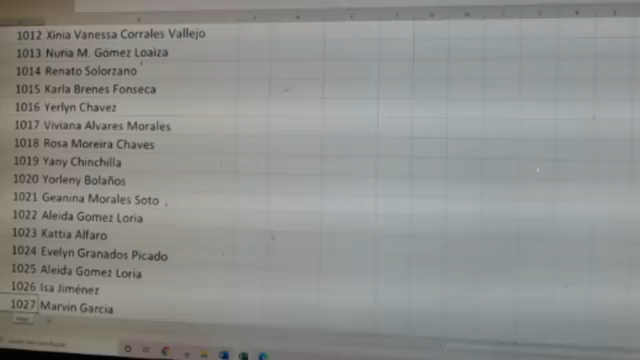 1012 Xinia Vanessa Corrales Vallejo
1013 Nuria M. Gómez Loaiza
1014 Renato Solorzano
1015 Karla Brenes Fonseca
1016 Yerlyn Chavez
1017 Viviana Alvares Morales
1018 Rosa Moreira Chaves
1019 Yany Chinchilla
1020 Yorleny Bolaños
1021 Geanina Morales Soto
1022 Aleida Gomez Loria
1023 Kattia Alfaro
1024 Evelyn Granados Picado
1025 Aleida Gomez Loria
1026 Isa Jiménez
1027 Marvin Garcia